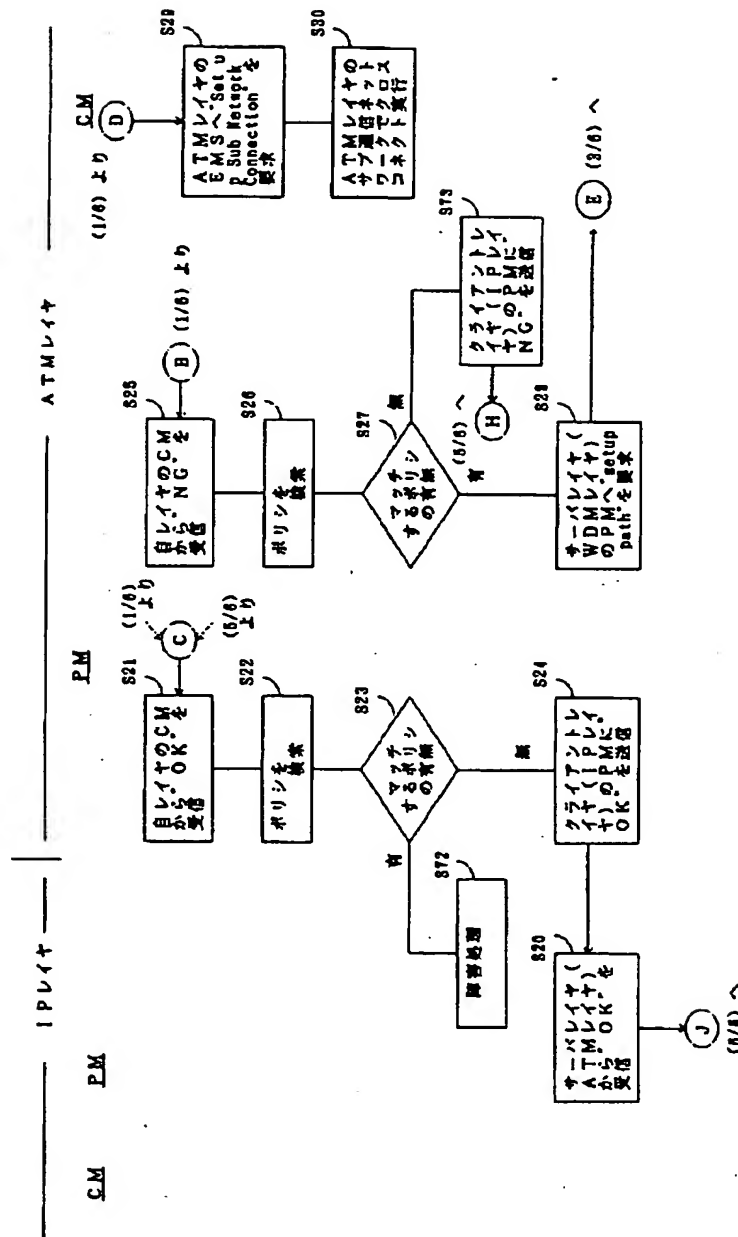 IPレイヤ
ATMレイヤ
CM
PM
PM
CM
(1/6) より
(5/6) より
C
S21
自レイヤのCM
から"OK"を
受信
S22
ポリシを
検索
S23
マッチ
するポリシ
の有無
有
無
S72
障害処理
S24
クライアントレ
イヤ(IPレイ
ヤ)のPMに"
OK"を送信
S20
サーバレイヤ(
ATMレイヤ)
から"OK"を
受信
J
B
(1/6) より
S25
自レイヤのCM
から"NG"を
受信
S26
ポリシを
検索
S27
マッチ
するポリシ
の有無
無
有
S73
クライアントレ
イヤ(IPレイ
ヤ)のPMに"
NG"を送信
H
(5/6) へ
S28
サーバレイヤ(
WDMレイヤ)
のPMへ"setup
path"を要求
E
(3/6) へ
(1/6) より
D
S29
ATMレイヤの
EMSへ"Set u
p Sub Network
Connection"を
要求
S30
ATMレイヤの
サブ通信ネット
ワークでクロス
コネクト実行